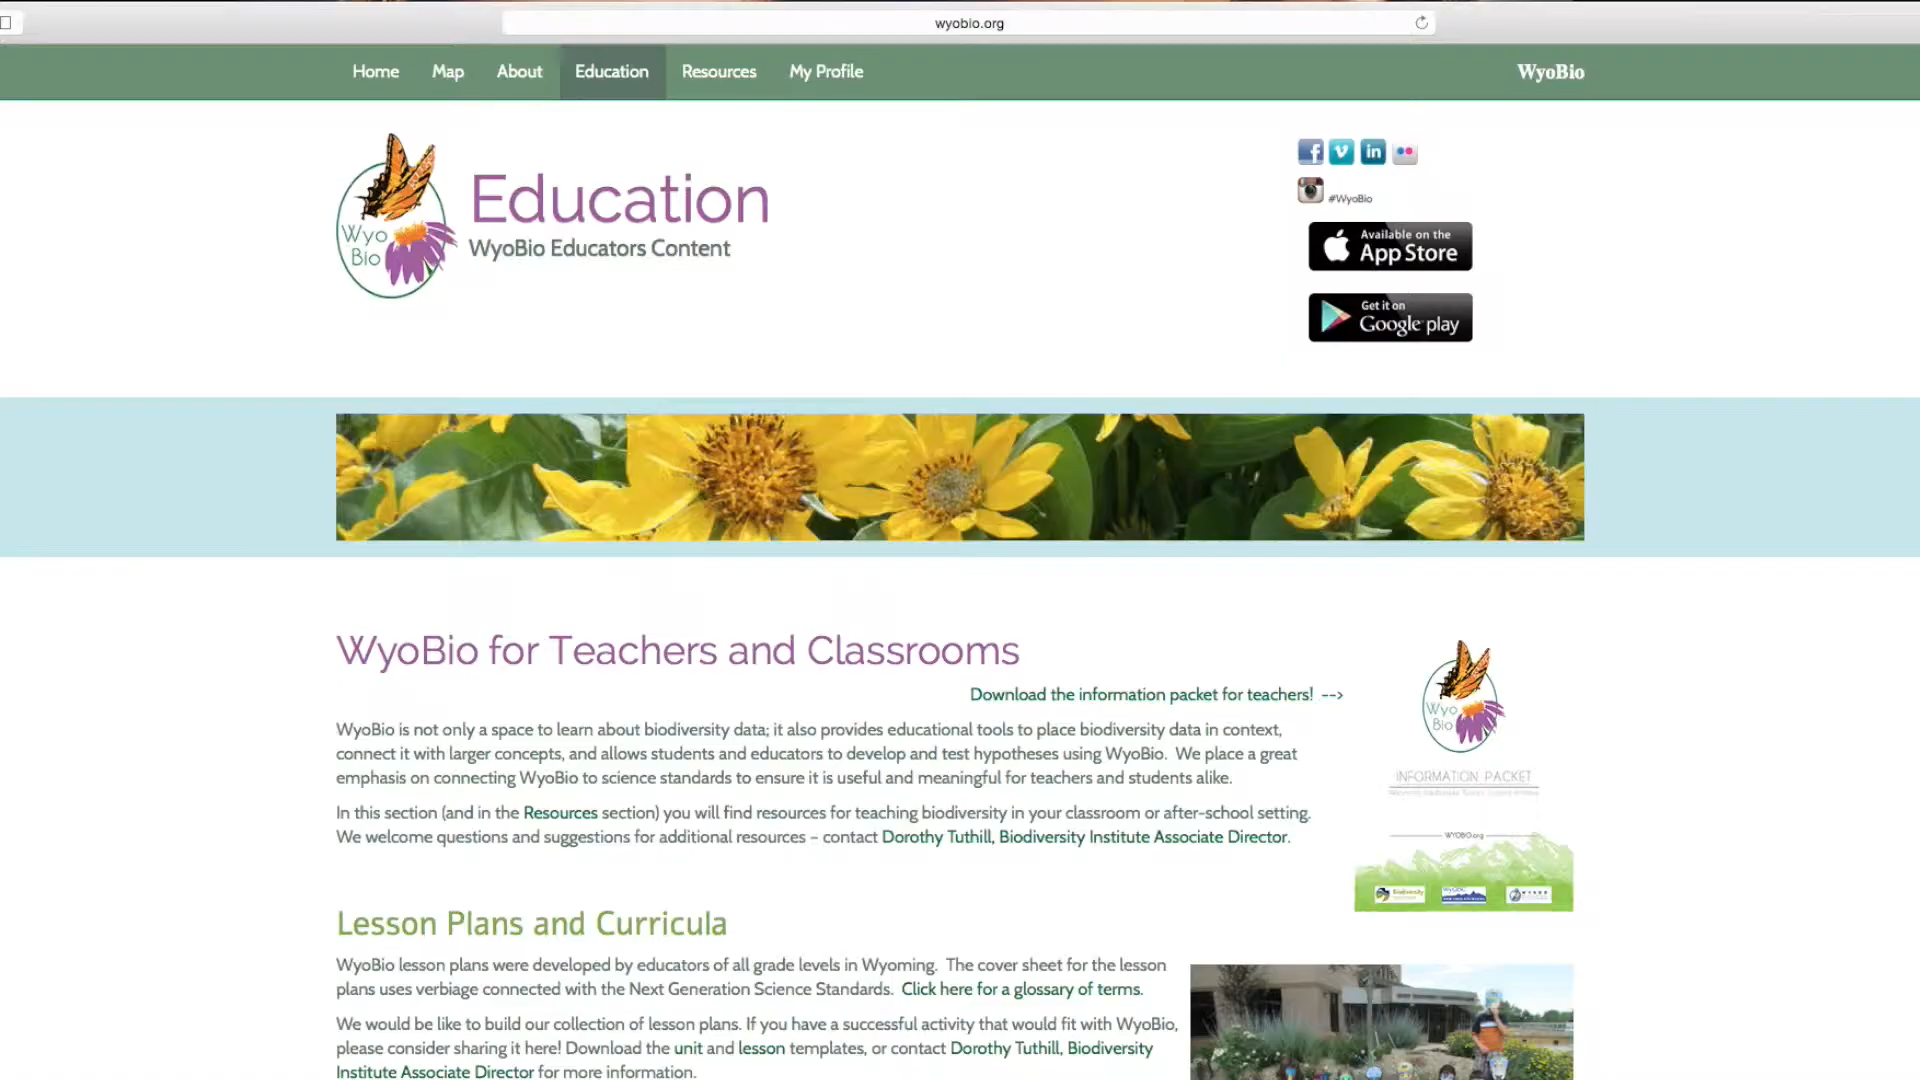 wyobio.org
Home Map About Education Resources My Profile WyoBio
Wyo
Bio
Education
WyoBio Educators Content
#WyoBio
Available on the
App Store
Get it on
Google play
WyoBio for Teachers and Classrooms
Download the information packet for teachers! -->
WyoBio is not only a space to learn about biodiversity data; it also provides educational tools to place biodiversity data in context,
connect it with larger concepts, and allows students and educators to develop and test hypotheses using WyoBio. We place a great
emphasis on connecting WyoBio to science standards to ensure it is useful and meaningful for teachers and students alike.
In this section (and in the Resources section) you will find resources for teaching biodiversity in your classroom or after-school setting.
We welcome questions and suggestions for additional resources – contact Dorothy Tuthill, Biodiversity Institute Associate Director.
Wyo
Bio
INFORMATION PACKET
WYOBIO.org
Biodiversity
Lesson Plans and Curricula
WyoBio lesson plans were developed by educators of all grade levels in Wyoming. The cover sheet for the lesson
plans uses verbiage connected with the Next Generation Science Standards. Click here for a glossary of terms.
We would be like to build our collection of lesson plans. If you have a successful activity that would fit with WyoBio,
please consider sharing it here! Download the unit and lesson templates, or contact Dorothy Tuthill, Biodiversity
Institute Associate Director for more information.